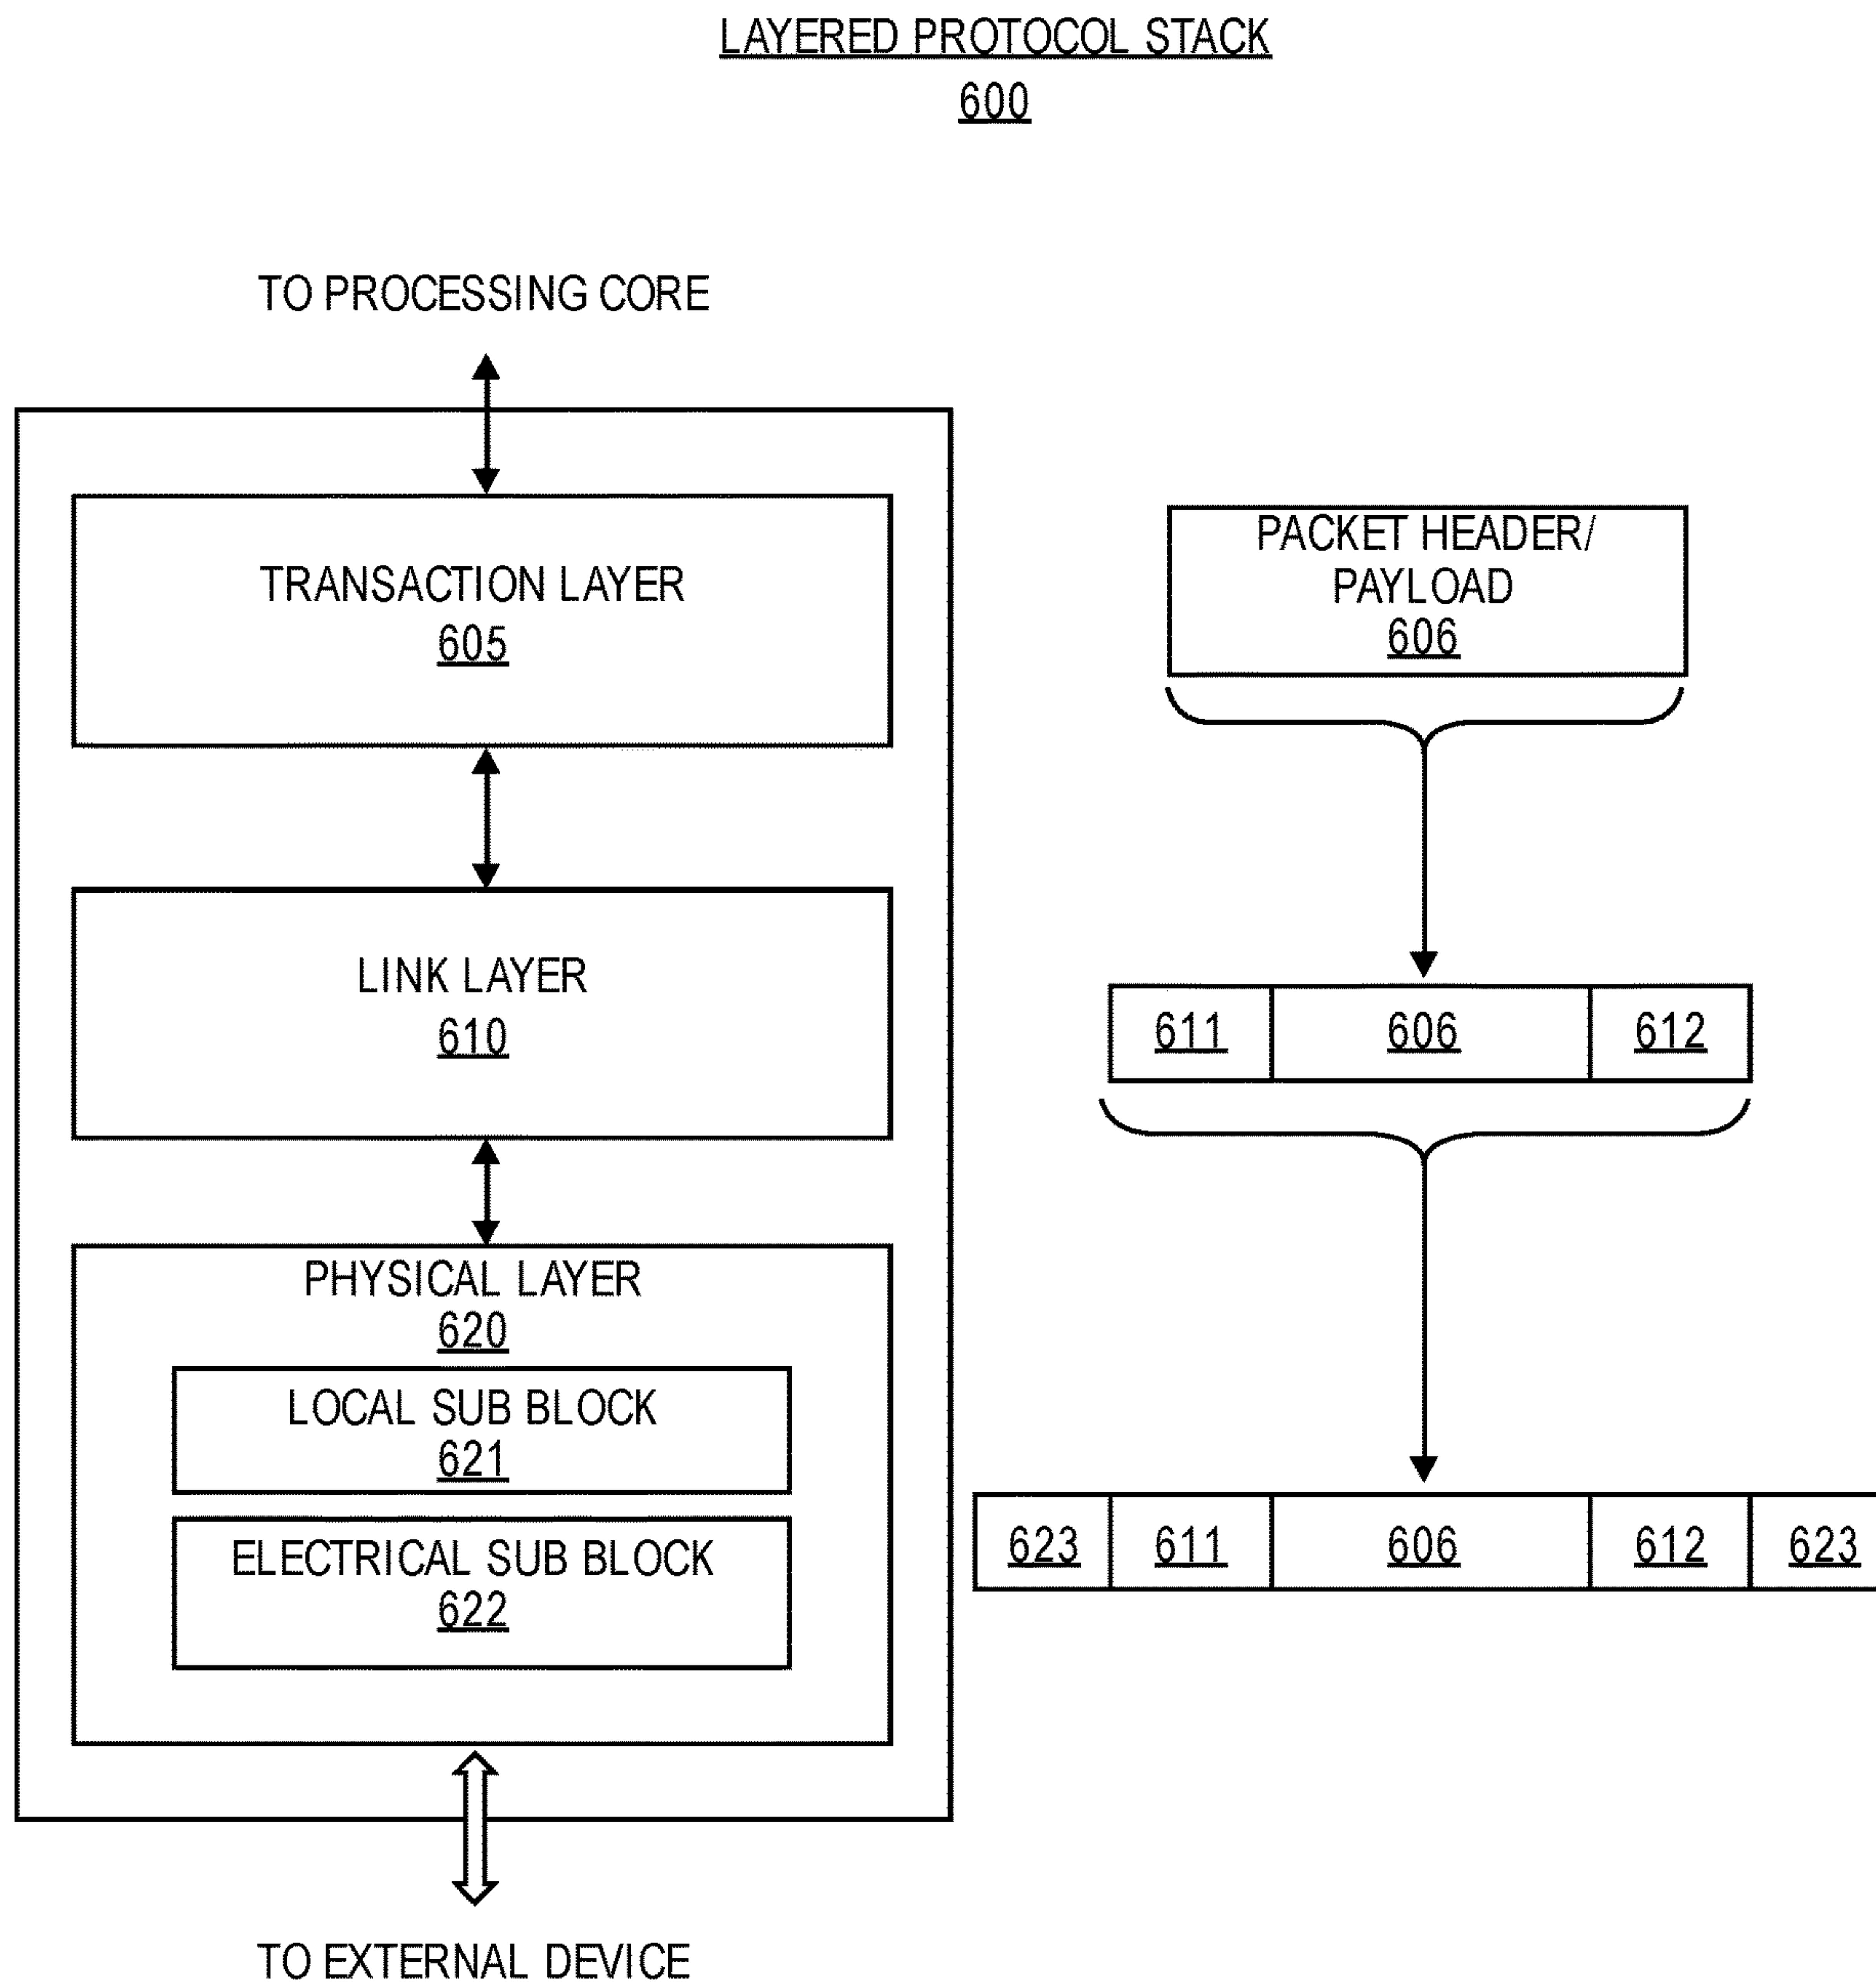 LAYERED PROTOCOL STACK
600
TO PROCESSING CORE
TRANSACTION LAYER
605
LINK LAYER
610
PHYSICAL LAYER
620
LOCAL SUB BLOCK
621
ELECTRICAL SUB BLOCK
622
TO EXTERNAL DEVICE
PACKET HEADER/
PAYLOAD
606
611 606 612
623 611 606 612 623